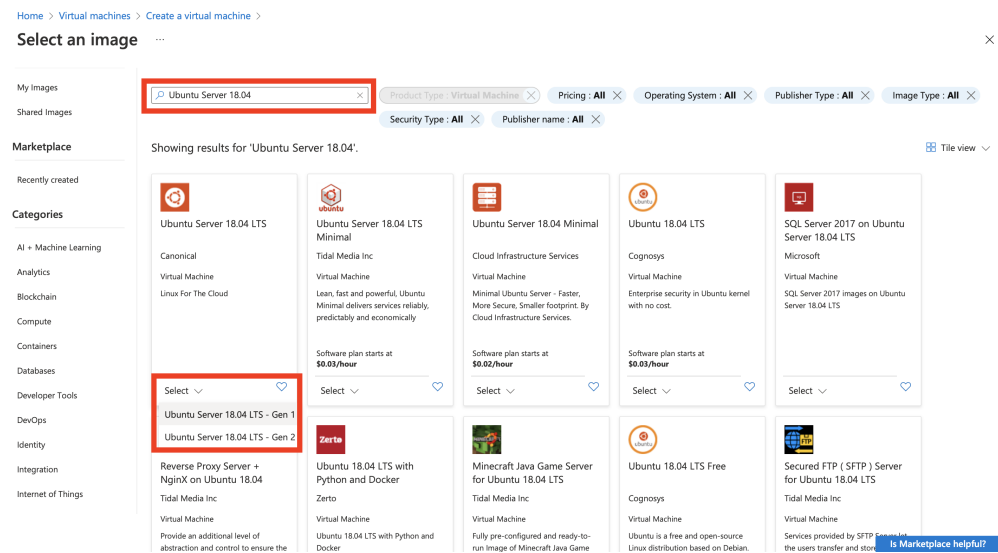 Home > Virtual machines > Create a virtual machine >
Select an image ...
My Images
Shared Images
Marketplace
Recently created
Categories
AI + Machine Learning
Analytics
Blockchain
Compute
Containers
Databases
Developer Tools
DevOps
Identity
Integration
Internet of Things
Ubuntu Server 18.04
Product Type : Virtual Machine
Pricing : All
Operating System : All
Publisher Type : All
Image Type : All
Security Type : All
Publisher name : All
Showing results for 'Ubuntu Server 18.04'.
Tile view
Ubuntu Server 18.04 LTS
Canonical
Virtual Machine
Linux For The Cloud
Select
Ubuntu Server 18.04 LTS - Gen 1
Ubuntu Server 18.04 LTS - Gen 2
ubuntu
Ubuntu Server 18.04 LTS
Minimal
Tidal Media Inc
Virtual Machine
Lean, fast and powerful, Ubuntu
Minimal delivers services reliably,
predictably and economically
Software plan starts at
$0.03/hour
Select
Ubuntu Server 18.04 Minimal
Cloud Infrastructure Services
Virtual Machine
Minimal Ubuntu Server - Faster,
More Secure, Smaller footprint. By
Cloud Infrastructure Services.
Software plan starts at
$0.02/hour
Select
ubuntu
Ubuntu 18.04 LTS
Cognosys
Virtual Machine
Enterprise security in Ubuntu kernel
with no cost.
Software plan starts at
$0.03/hour
Select
SQL Server 2017 on Ubuntu
Server 18.04 LTS
Microsoft
Virtual Machine
SQL Server 2017 images on Ubuntu
Server 18.04 LTS
Select
Reverse Proxy Server +
NginX on Ubuntu 18.04
Tidal Media Inc
Virtual Machine
Provide an additional level of
abstraction and control to ensure the
Zerto
Ubuntu 18.04 LTS with
Python and Docker
Zerto
Virtual Machine
Ubuntu 18.04 LTS with Python and
Docker
Minecraft Java Game Server
for Ubuntu 18.04 LTS
Tidal Media Inc
Virtual Machine
Fully pre-configured and ready-to-
run Image of Minecraft Java Game
ubuntu
Ubuntu 18.04 LTS Free
Cognosys
Virtual Machine
Ubuntu is a free and open-source
Linux distribution based on Debian.
FTP
Secured FTP ( SFTP ) Server
for Ubuntu 18.04 LTS
Tidal Media Inc
Virtual Machine
Services provided by SFTP
the users transfer and store
Is Marketplace helpful?